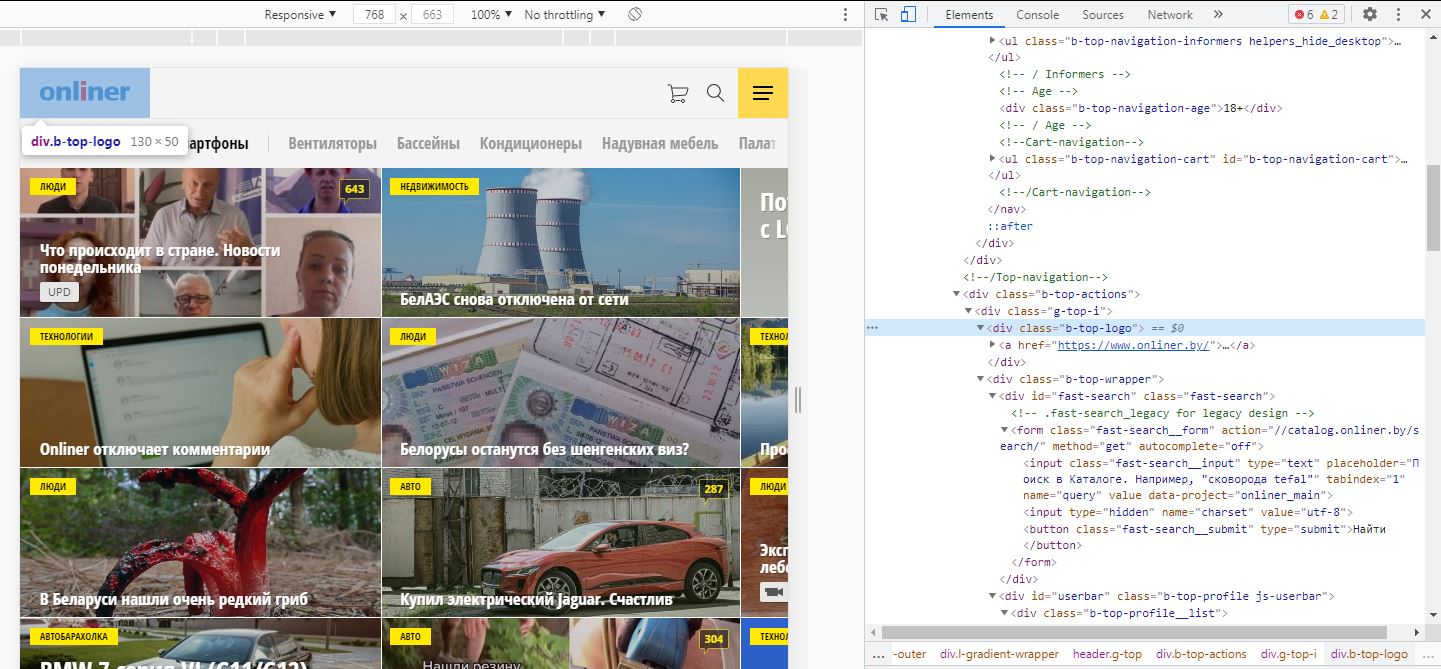 Responsive ▼ 768 × 663 100% ▼ No throttling ▼
onliner
div.b-top-logo 130 × 50
артфоны Вентиляторы Бассейны Кондиционеры Надувная мебель Палат
ЛЮДИ
643
Что происходит в стране. Новости
понедельника
UPD
НЕДВИЖИМОСТЬ
БелАЭС снова отключена от сети
с L
ТЕХНОЛОГИИ
Onliner отключает комментарии
ЛЮДИ
Белорусы останутся без шенгенских виз?
ТЕХНОЛ
Про
ЛЮДИ
В Беларуси нашли очень редкий гриб
АВТО
287
Купил электрический Jaguar. Счастлив
ЛЮДИ
Эксп
лебе
АВТОБАРАХОЛКА
BMW 7 серия VI (G11/G12)
АВТО
304
Нашли резину
ТЕХНОЛ
Elements Console Sources Network » 6 2
<ul class="b-top-navigation-informers helpers_hide_desktop">…
</ul>
<!-- / Informers -->
<!-- Age -->
<div class="b-top-navigation-age">18+</div>
<!-- / Age -->
<!--Cart-navigation-->
<ul class="b-top-navigation-cart" id="b-top-navigation-cart">…
</ul>
<!--/Cart-navigation-->
</nav>
::after
</div>
</div>
<!--/Top-navigation-->
<div class="b-top-actions">
<div class="g-top-i">
<div class="b-top-logo"> == $0
<a href="https://www.onliner.by/">…</a>
</div>
<div class="b-top-wrapper">
<div id="fast-search" class="fast-search">
<!-- .fast-search_legacy for legacy design -->
<form class="fast-search__form" action="//catalog.onliner.by/s
earch/" method="get" autocomplete="off">
<input class="fast-search__input" type="text" placeholder="П
оиск в Каталоге. Например, "сковорода tefal"" tabindex="1"
name="query" value data-project="onliner_main">
<input type="hidden" name="charset" value="utf-8">
<button class="fast-search__submit" type="submit">Найти
</button>
</form>
</div>
<div id="userbar" class="b-top-profile js-userbar">
<div class="b-top-profile__list">
… r-outer div.l-gradient-wrapper header.g-top div.b-top-actions div.g-top-i div.b-top-logo …